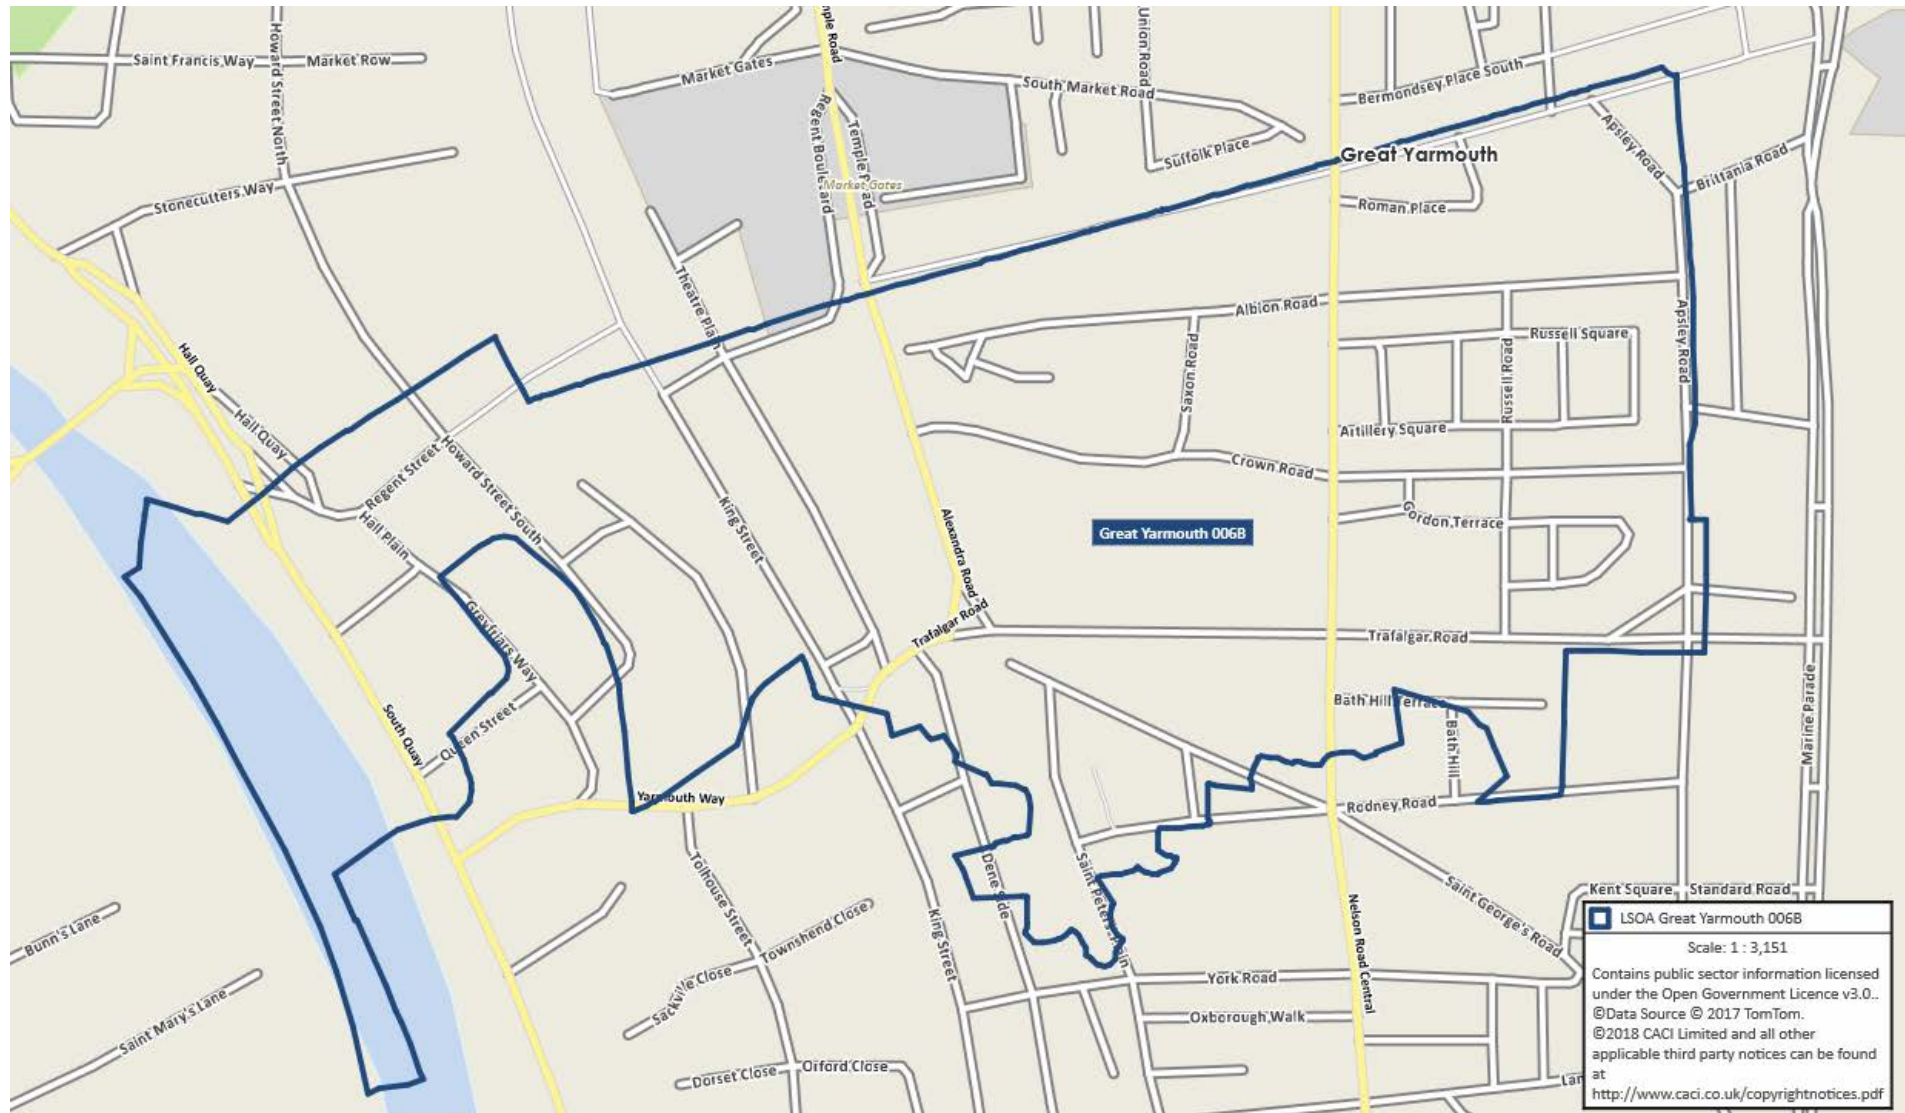 Saint Francis Way
Market Row
Howard Street North
Market Gates
Temple Road
South Market Road
Union Road
Bermondsey Place South
Regent Boulevard
Temple Road
Market Gates
Suffolk Place
Great Yarmouth
Apsley Road
Brittania Road
Roman Place
Stonecutters Way
Theatre Plain
Albion Road
Russell Square
Apsley Road
Saxon Road
Russell Road
Hall Quay
Hall Quay
Artillery Square
Regent Street
Howard Street South
Crown Road
King Street
Gordon Terrace
Hall Plain
Alexandra Road
Great Yarmouth 006B
Greyfriars Way
Trafalgar Road
Trafalgar Road
Marine Parade
South Quay
Queen Street
Bath Hill Terrace
Bath Hill
Yarmouth Way
Rodney Road
Tolhouse Street
Dene Side
Saint Peters Plain
Nelson Road Central
Saint George's Road
Kent Square
Standard Road
Bunn's Lane
Townshend Close
King Street
Sackville Close
York Road
Saint Mary's Lane
Oxborough Walk
Dorset Close
Orford Close
Lan
LSOA Great Yarmouth 006B
Scale: 1 : 3,151
Contains public sector information licensed
under the Open Government Licence v3.0..
©Data Source © 2017 TomTom.
©2018 CACI Limited and all other
applicable third party notices can be found
at
http://www.caci.co.uk/copyrightnotices.pdf